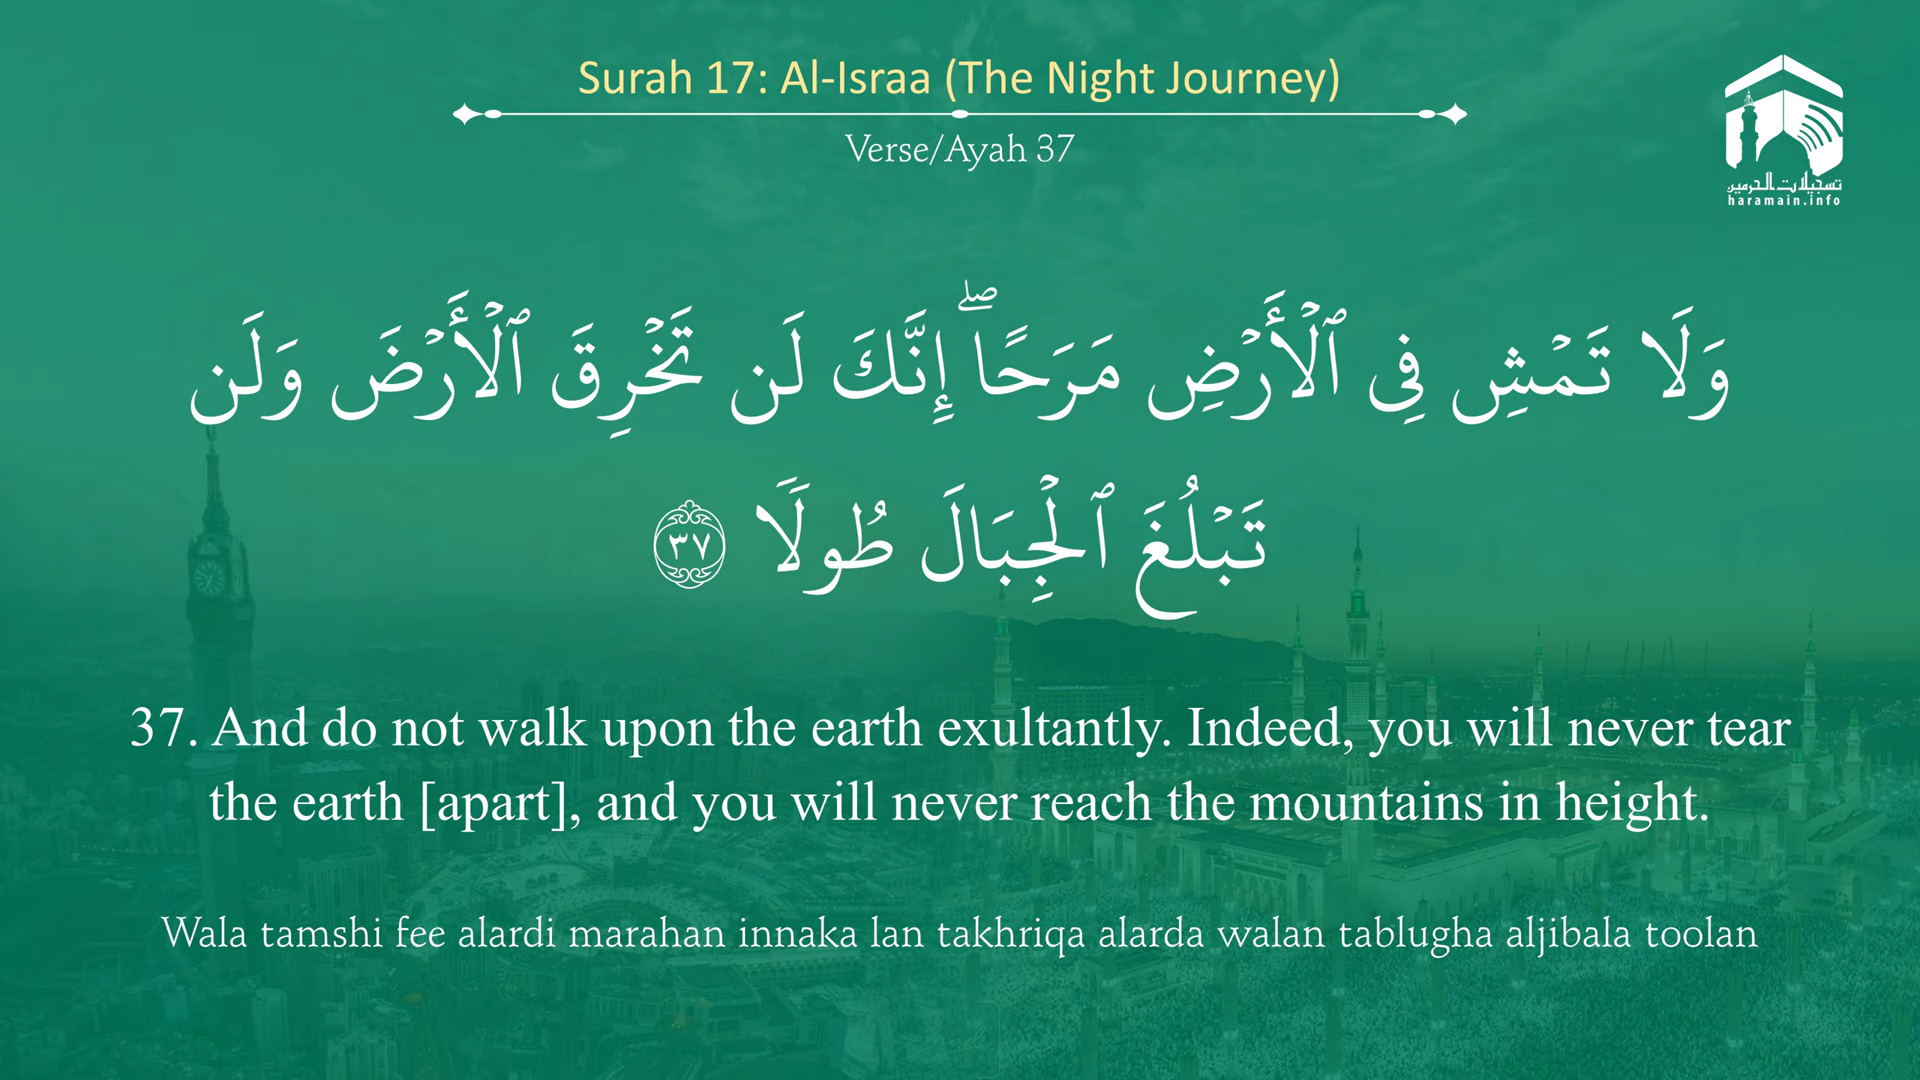 Surah 17: Al-Israa (The Night Journey)
Verse/Ayah 37
تسجيلات الحرمين
haramain.info
وَلَا تَمْشِ فِى ٱلْأَرْضِ مَرَحًا ۖ إِنَّكَ لَن تَخْرِقَ ٱلْأَرْضَ وَلَن
تَبْلُغَ ٱلْجِبَالَ طُولًا ٣٧
37. And do not walk upon the earth exultantly. Indeed, you will never tear
the earth [apart], and you will never reach the mountains in height.
Wala tamshi fee alardi marahan innaka lan takhriqa alarda walan tablugha aljibala toolan